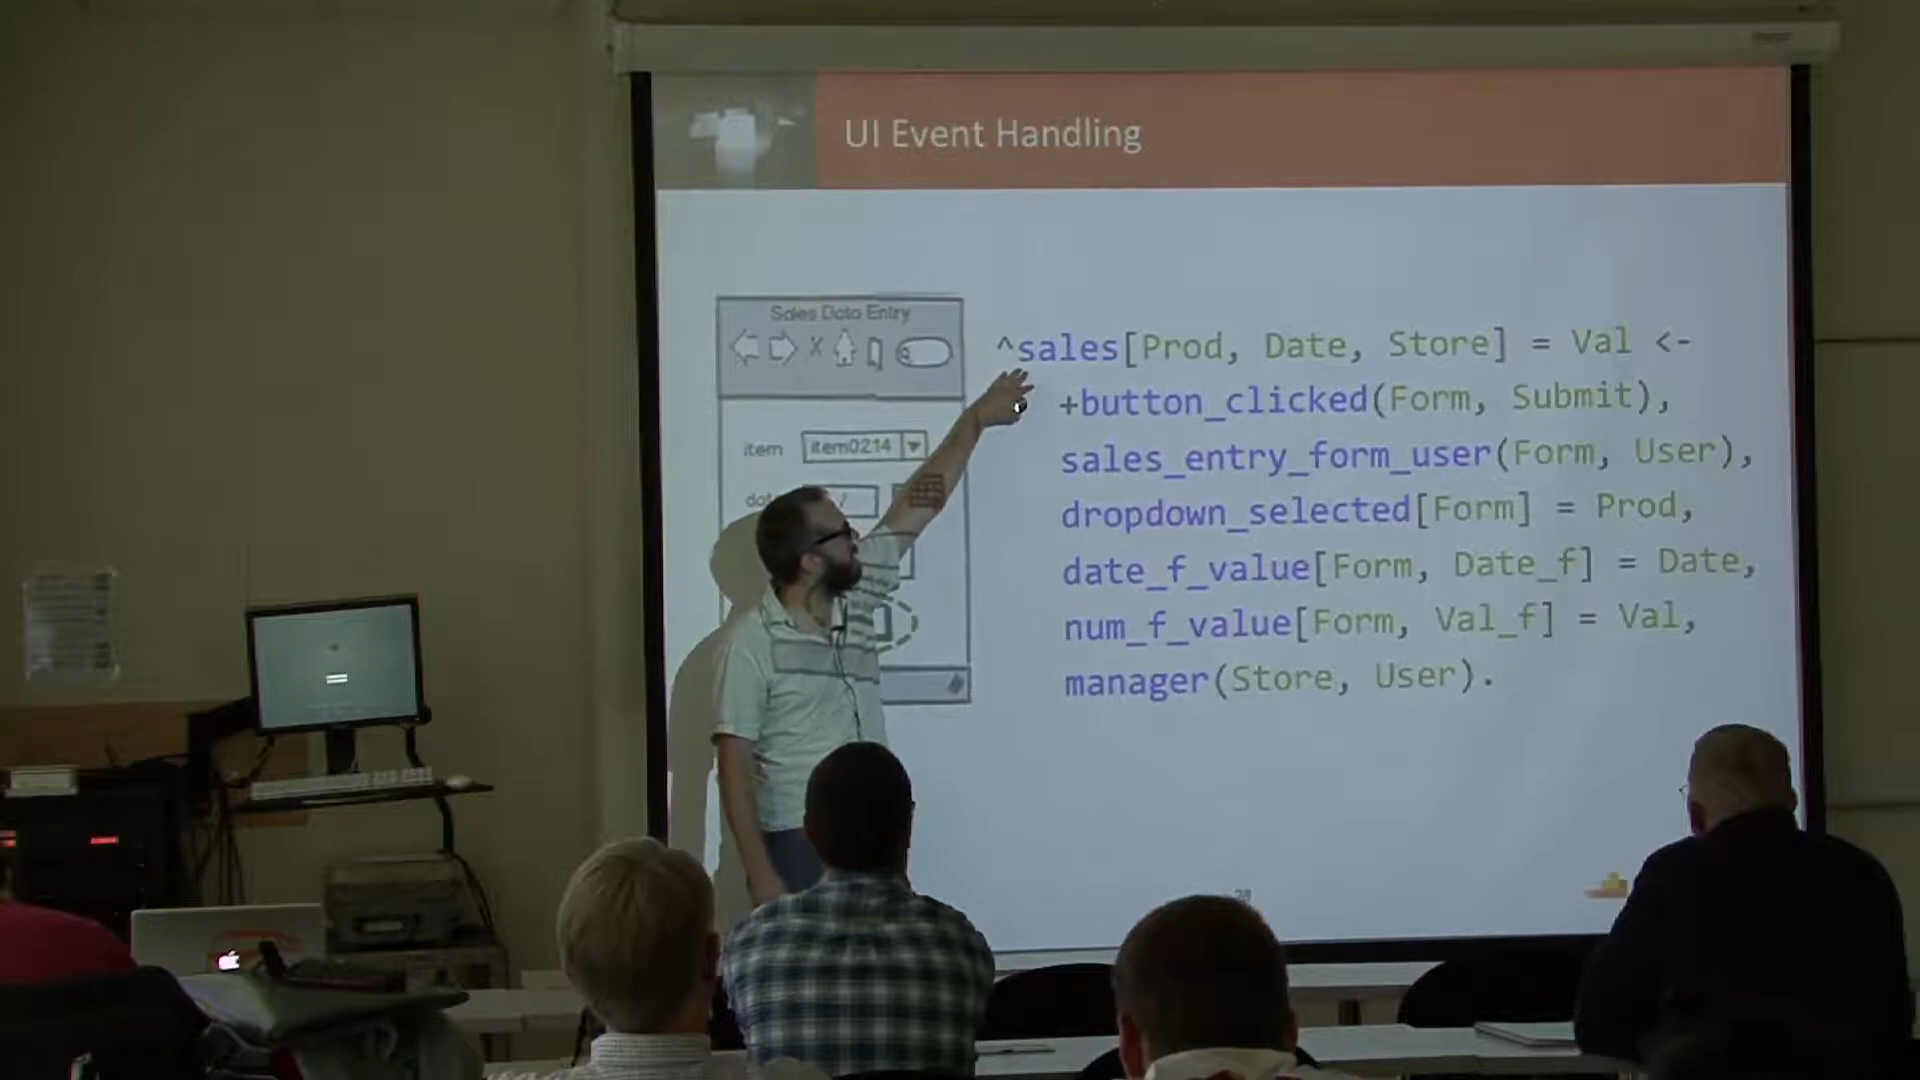 UI Event Handling
Sales Data Entry
item
item0214
^sales[Prod, Date, Store] = Val <-
+button_clicked(Form, Submit),
sales_entry_form_user(Form, User),
dropdown_selected[Form] = Prod,
date_f_value[Form, Date_f] = Date,
num_f_value[Form, Val_f] = Val,
manager(Store, User).